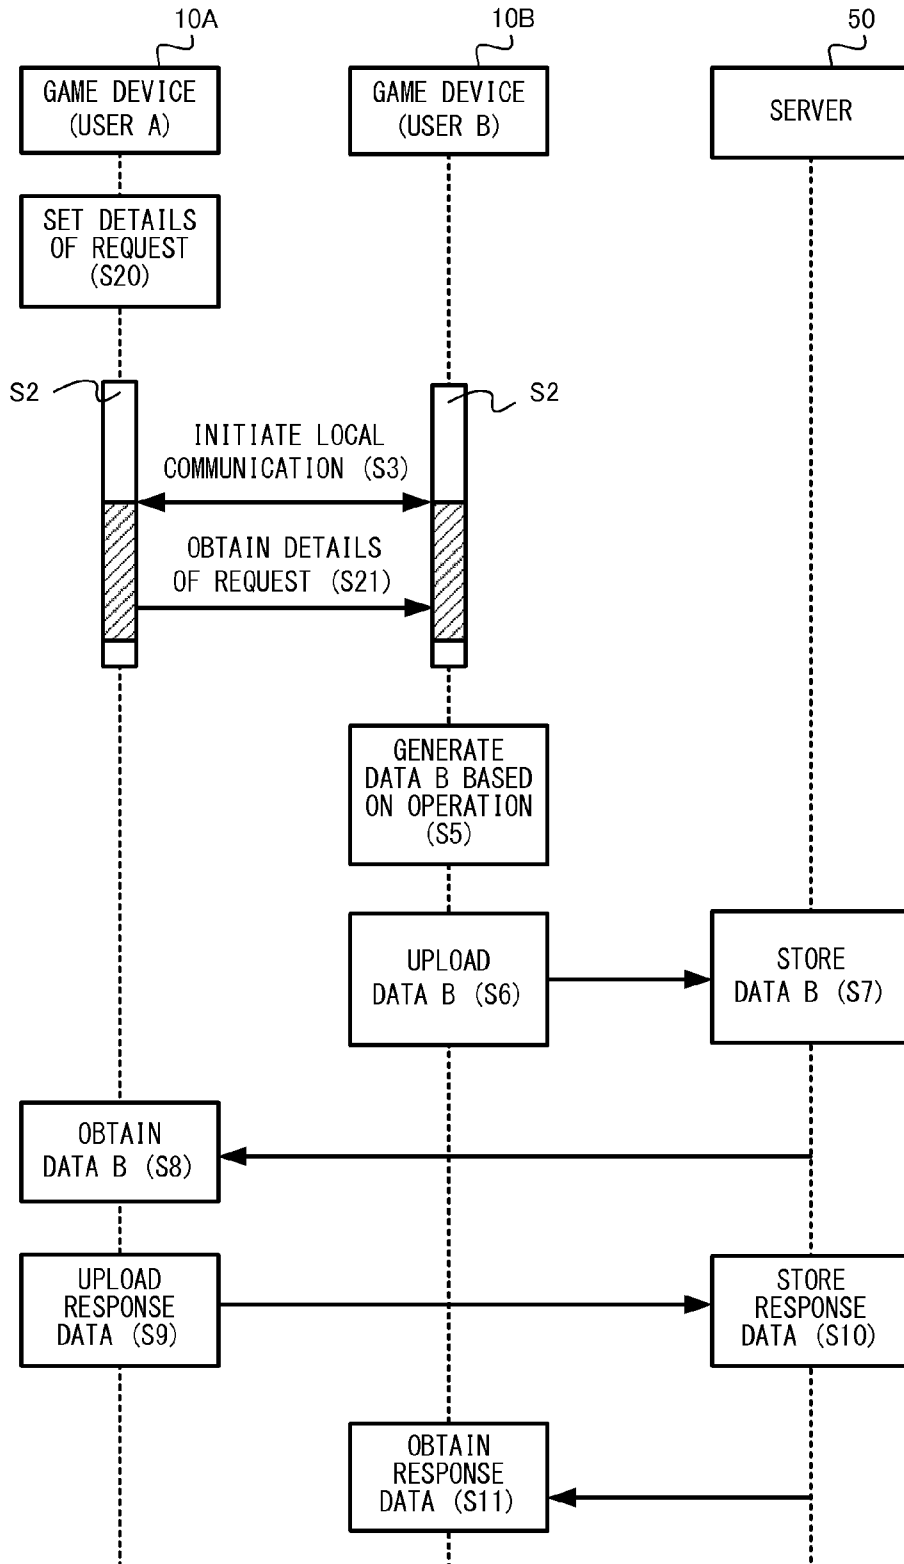 10A
10B
50
GAME DEVICE
(USER A)
GAME DEVICE
(USER B)
SERVER
SET DETAILS
OF REQUEST
(S20)
S2
S2
INITIATE LOCAL
COMMUNICATION (S3)
OBTAIN DETAILS
OF REQUEST (S21)
GENERATE
DATA B BASED
ON OPERATION
(S5)
UPLOAD
DATA B (S6)
STORE
DATA B (S7)
OBTAIN
DATA B (S8)
UPLOAD
RESPONSE
DATA (S9)
STORE
RESPONSE
DATA (S10)
OBTAIN
RESPONSE
DATA (S11)